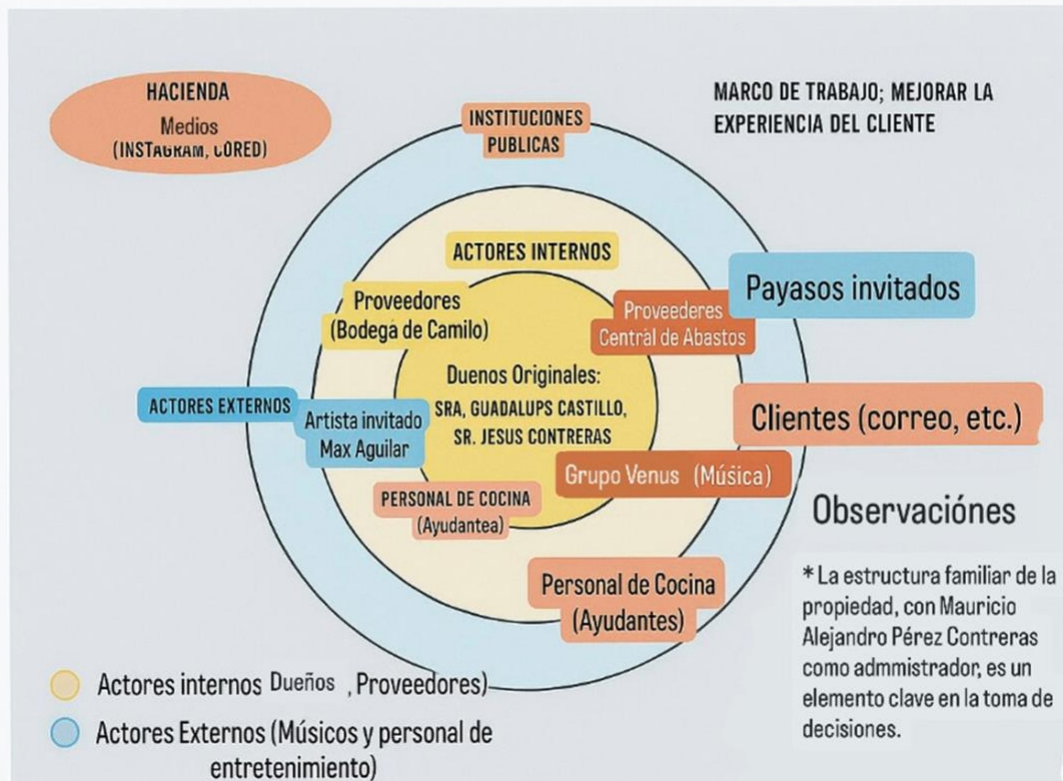 HACIENDA
Medios
(INSTAGRAM, CORED)
MARCO DE TRABAJO; MEJORAR LA
EXPERIENCIA DEL CLIENTE
INSTITUCIONES
PUBLICAS
ACTORES INTERNOS
Proveedores
(Bodega de Camilo)
Proveederes
Central de Abastos
Payasos invitados
Duenos Originales:
SRA, GUADALUPS CASTILLO,
SR. JESUS CONTRERAS
ACTORES EXTERNOS
Artista invitado
Max Aguilar
Clientes (correo, etc.)
Grupo Venus (Música)
PERSONAL DE COCINA
(Ayudantea)
Personal de Cocina
(Ayudantes)
Observaciónes
* La estructura familiar de la
propiedad, con Mauricio
Alejandro Pérez Contreras
como admmistrador, es un
elemento clave en la toma de
decisiones.
Actores internos Dueños , Proveedores)
Actores Externos (Músicos y personal de
entretenimiento)